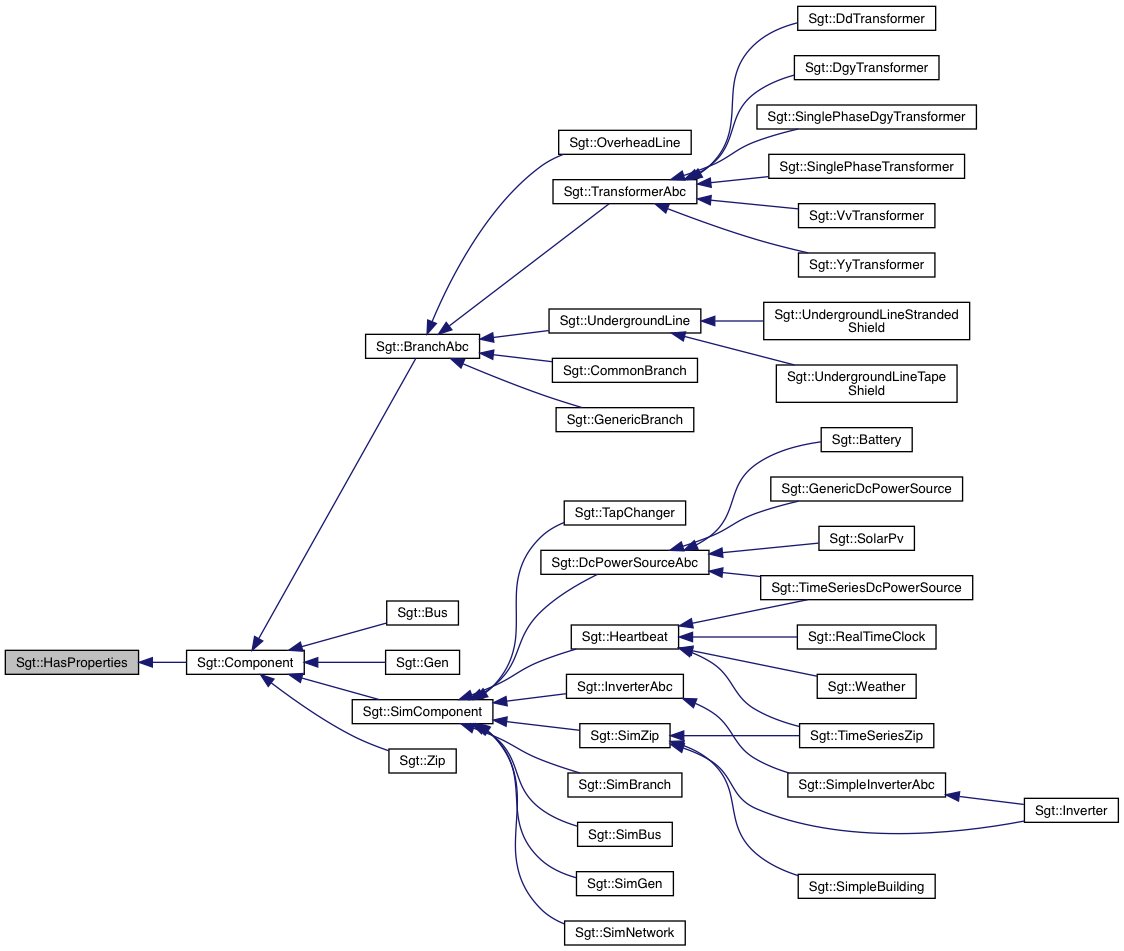 Sgt::DdTransformer
Sgt::DgyTransformer
Sgt::SinglePhaseDgyTransformer
Sgt::OverheadLine
Sgt::SinglePhaseTransformer
Sgt::TransformerAbc
Sgt::VvTransformer
Sgt::YyTransformer
Sgt::UndergroundLineStranded
Shield
Sgt::UndergroundLine
Sgt::BranchAbc
Sgt::CommonBranch
Sgt::UndergroundLineTape
Shield
Sgt::GenericBranch
Sgt::Battery
Sgt::GenericDcPowerSource
Sgt::TapChanger
Sgt::SolarPv
Sgt::DcPowerSourceAbc
Sgt::TimeSeriesDcPowerSource
Sgt::Bus
Sgt::Heartbeat
Sgt::RealTimeClock
Sgt::HasProperties
Sgt::Component
Sgt::Gen
Sgt::InverterAbc
Sgt::Weather
Sgt::SimComponent
Sgt::SimZip
Sgt::TimeSeriesZip
Sgt::Zip
Sgt::SimBranch
Sgt::SimpleInverterAbc
Sgt::Inverter
Sgt::SimBus
Sgt::SimGen
Sgt::SimpleBuilding
Sgt::SimNetwork